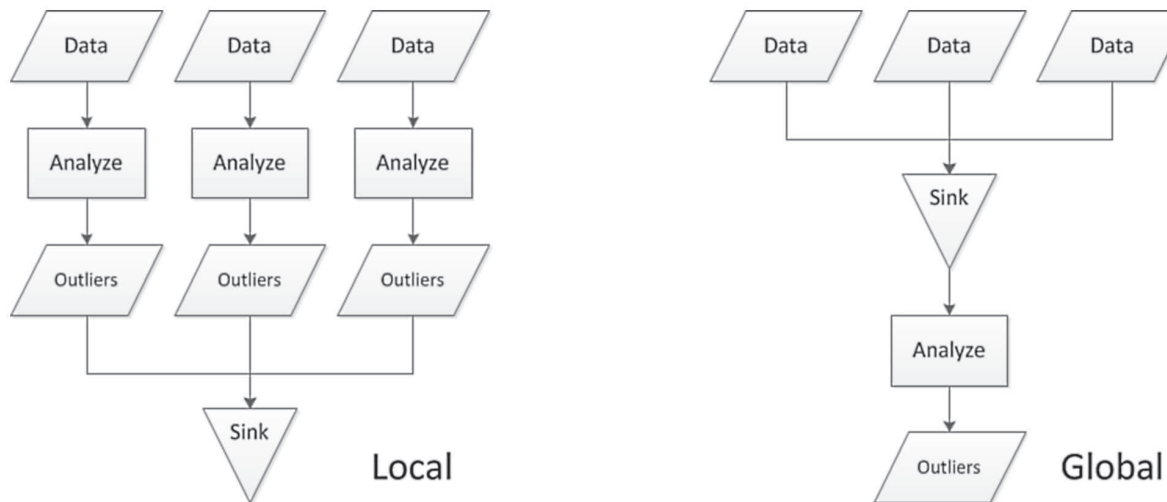 Data Data Data
Analyze Analyze Analyze
Outliers Outliers Outliers
Sink
Local
Data Data Data
Sink
Analyze
Outliers
Global